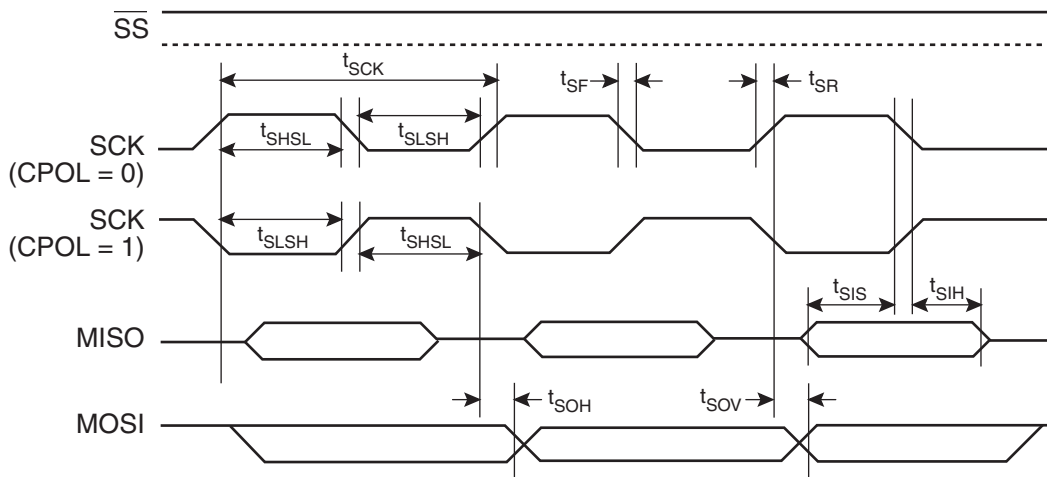 SS
tSCK
tSF
tSR
SCK
(CPOL = 0)
tSHSL
tSLSH
SCK
(CPOL = 1)
tSLSH
tSHSL
tSIS
tSIH
MISO
tSOH
tSOV
MOSI